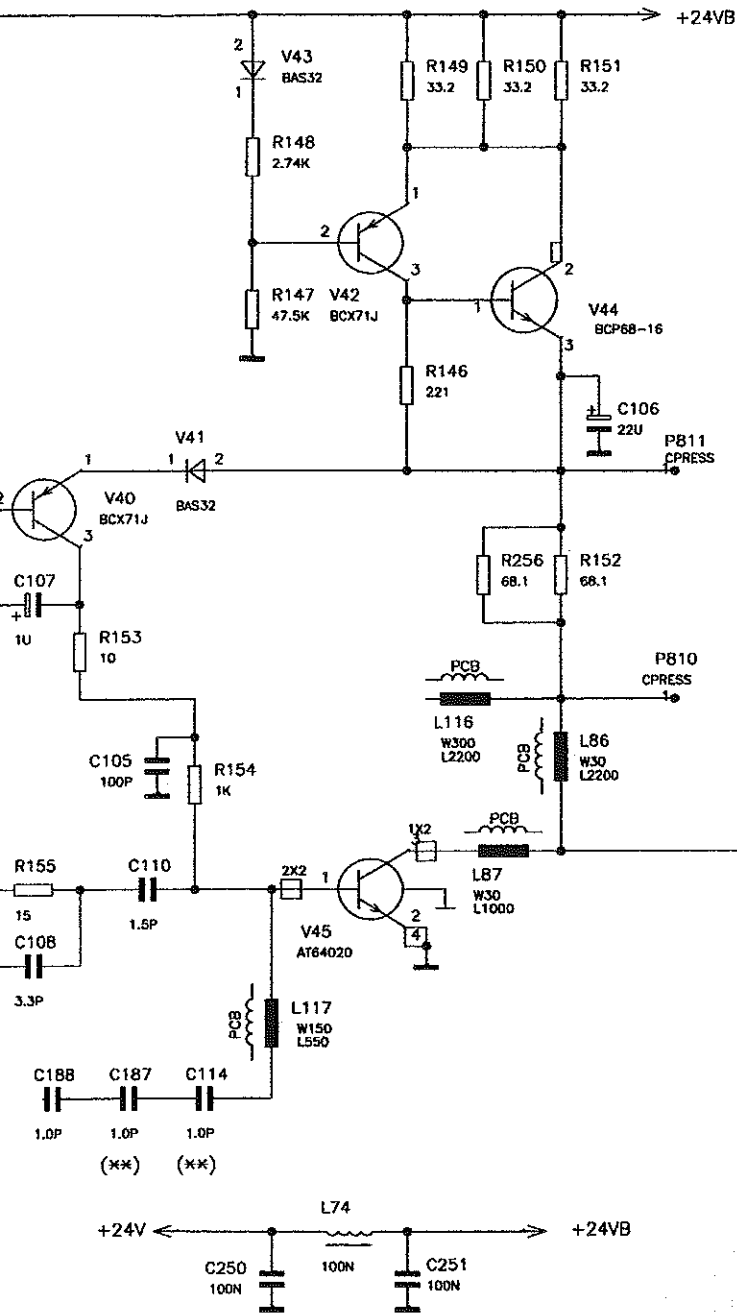 +24VB
2
V43
BAS32
1
R149
33.2
R150
33.2
R151
33.2
R148
2.74K
1
2
3
R147
47.5K
V42
BCX71J
1
2
V44
BCP68-16
3
R146
221
+
C106
22U
P811
CPRESS
1
V41
1
1
2
2
V40
BCX71J
BAS32
3
C107
+
1U
R153
10
R256
68.1
R152
68.1
PCB
P810
CPRESS
1
L116
W300
L2200
PCB
L86
W30
L2200
C105
100P
R154
1K
1X2
3
PCB
R155
15
C110
1.5P
2X2
1
L87
W30
L1000
V45
AT64020
2
4
C108
3.3P
PCB
L117
W150
L550
C188
C187
C114
1.0P
1.0P
1.0P
(**)
(**)
L74
+24V
+24VB
100N
C250
100N
C251
100N